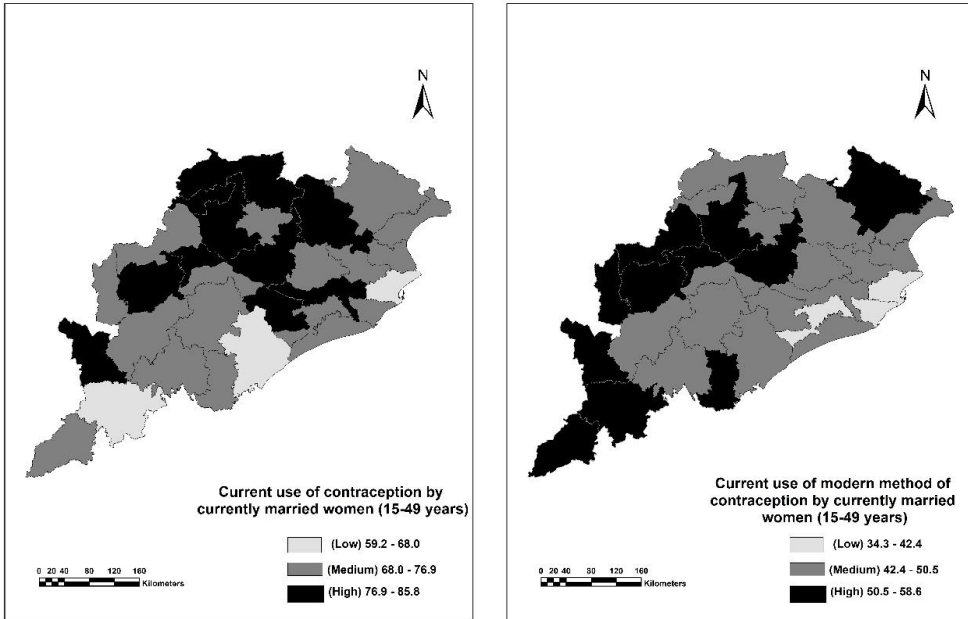 N
Current use of contraception by
currently married women (15-49 years)
(Low) 59.2 - 68.0
(Medium) 68.0 - 76.9
(High) 76.9 - 85.8
0 20 40 80 120 160
Kilometers
N
Current use of modern method of
contraception by currently married
women (15-49 years)
(Low) 34.3 - 42.4
(Medium) 42.4 - 50.5
(High) 50.5 - 58.6
0 20 40 80 120 160
Kilometers